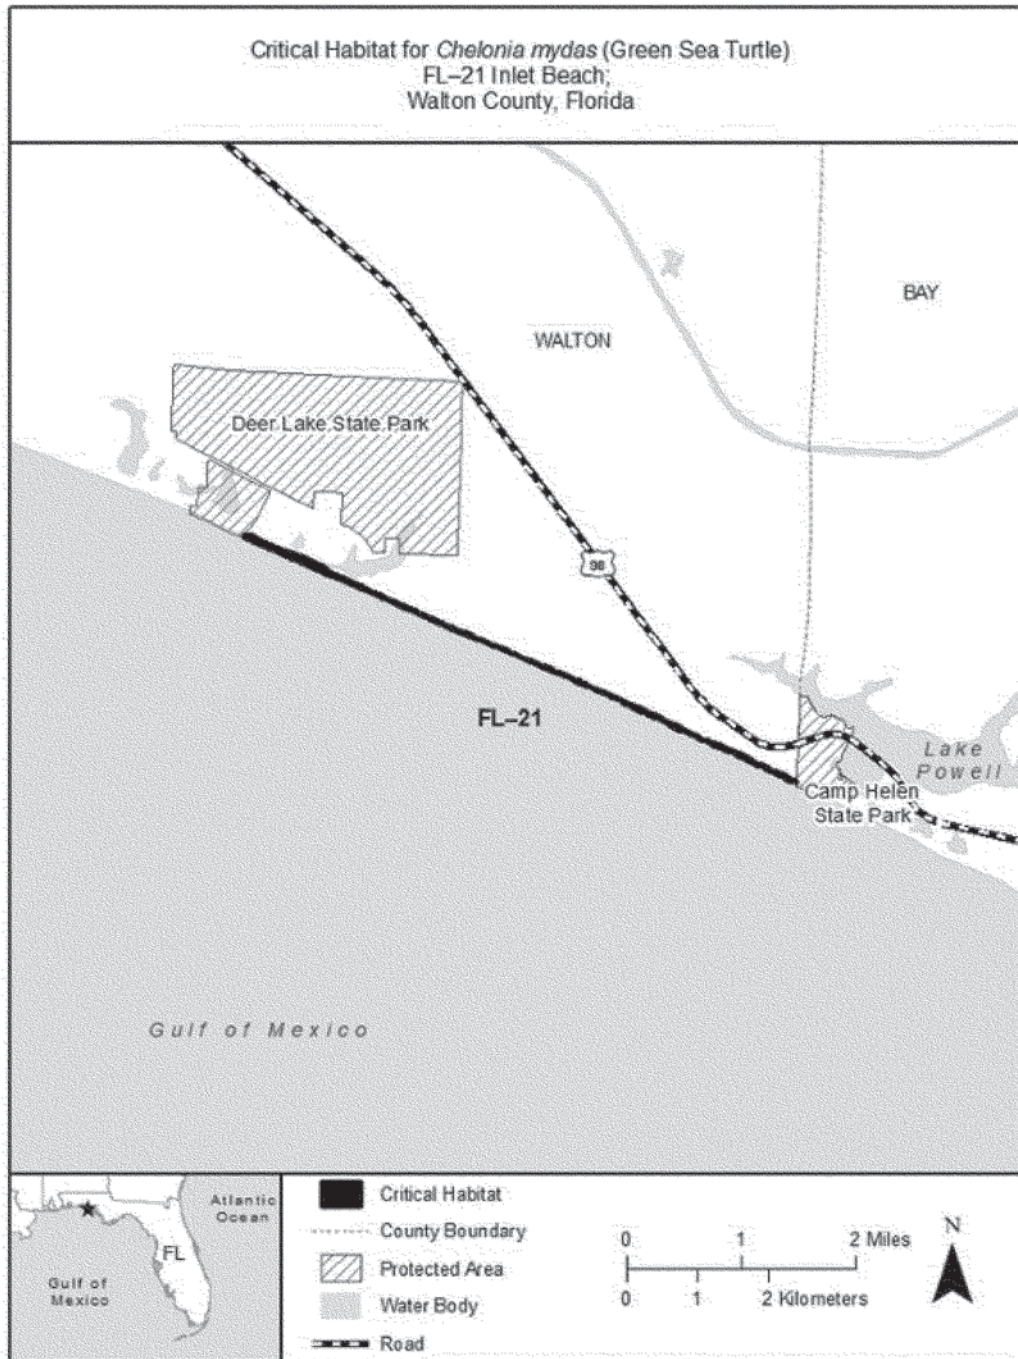 Critical Habitat for Chelonia mydas (Green Sea Turtle)
FL–21 Inlet Beach;
Walton County, Florida
BAY
WALTON
Deer Lake State Park
98
FL–21
Lake
Powell
Camp Helen
State Park
Gulf of Mexico
Atlantic
Ocean
FL
Gulf of
Mexico
Critical Habitat
County Boundary
Protected Area
Water Body
Road
0 1 2 Miles
0 1 2 Kilometers
N